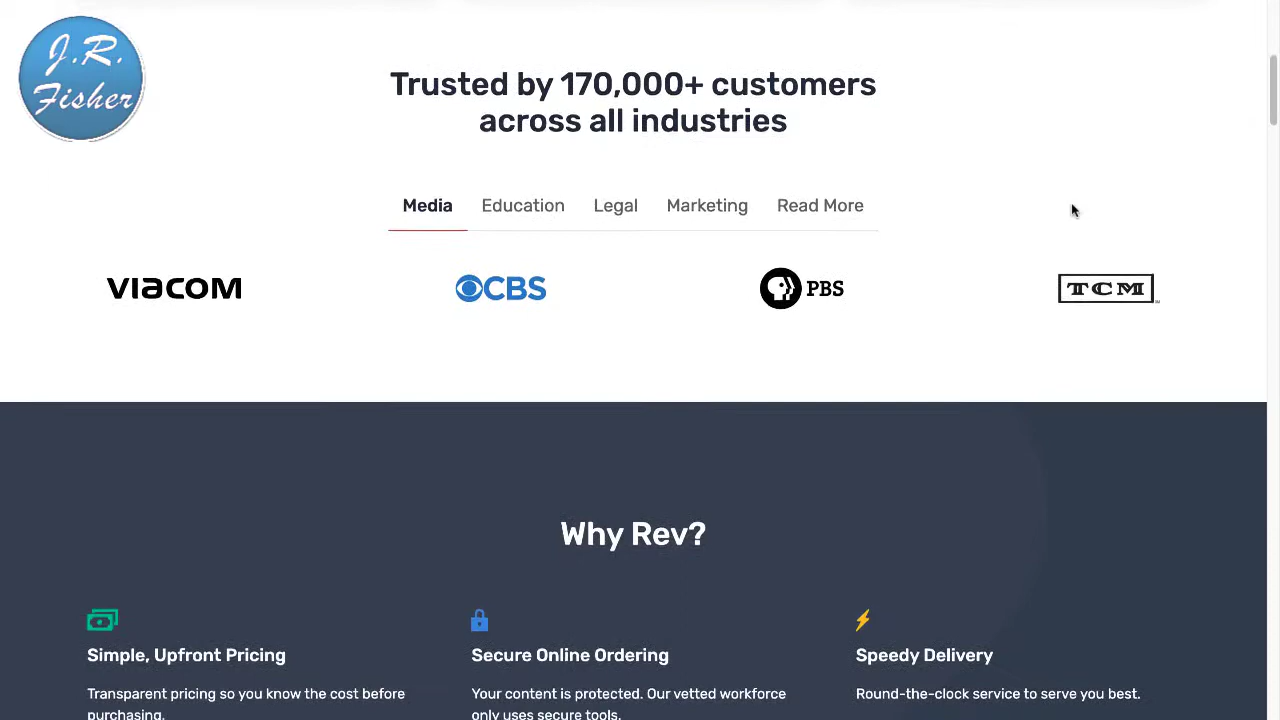 J.R.
Fisher
Trusted by 170,000+ customers
across all industries
Media Education Legal Marketing Read More
VIACOM CBS PBS TCM
Why Rev?
Simple, Upfront Pricing Secure Online Ordering Speedy Delivery
Transparent pricing so you know the cost before Your content is protected. Our vetted workforce Round-the-clock service to serve you best.
purchasing. only uses secure tools.